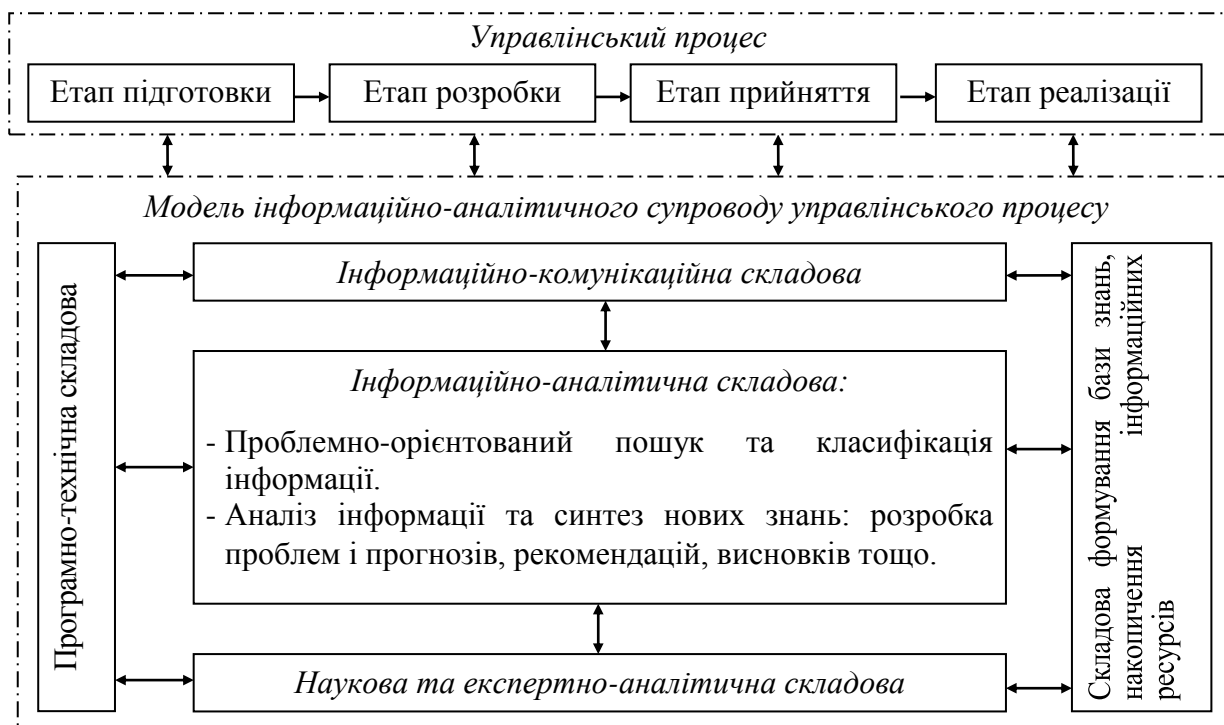 Управлінський процес
Етап підготовки
Етап розробки
Етап прийняття
Етап реалізації
Модель інформаційно-аналітичного супроводу управлінського процесу
Програмно-технічна складова
Інформаційно-комунікаційна складова
Інформаційно-аналітична складова:
- Проблемно-орієнтований пошук та класифікація
інформації.
- Аналіз інформації та синтез нових знань: розробка
проблем і прогнозів, рекомендацій, висновків тощо.
Наукова та експертно-аналітична складова
Складова формування бази знань,
накопичення інформаційних
ресурсів